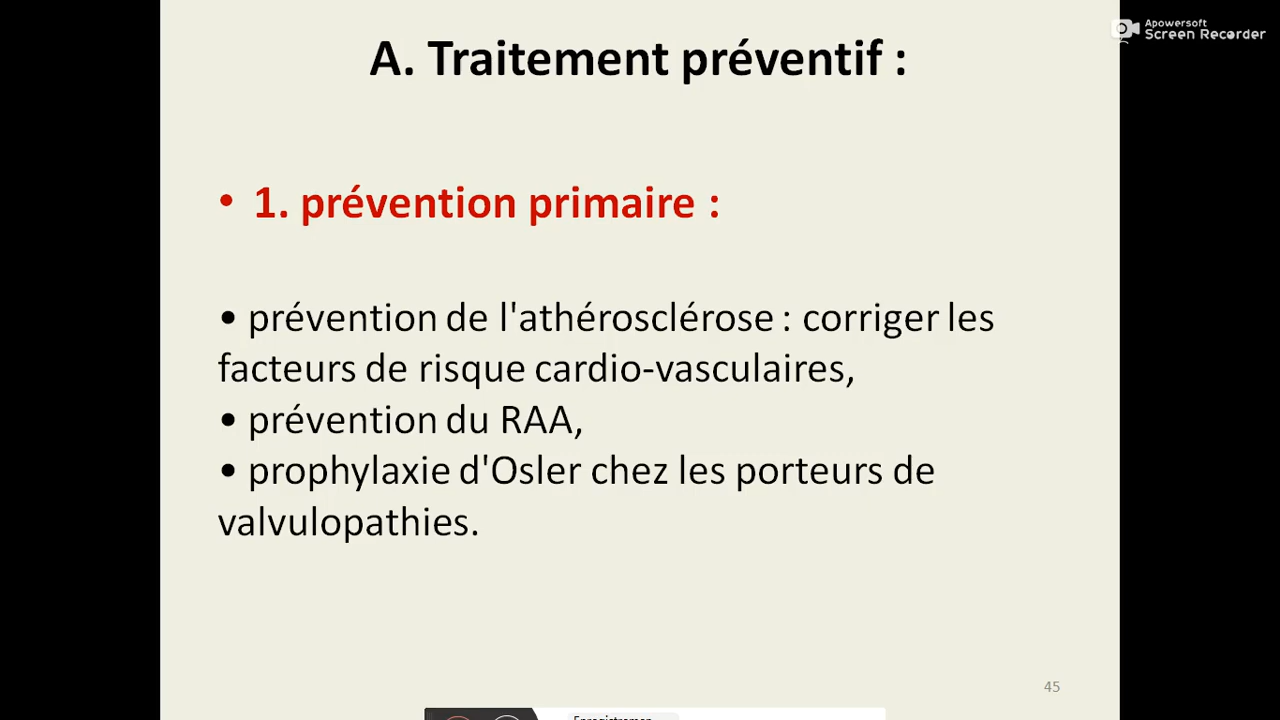 Apowersoft
Screen Recorder
A. Traitement préventif :
• 1. prévention primaire :
• prévention de l'athérosclérose : corriger les
facteurs de risque cardio-vasculaires,
• prévention du RAA,
• prophylaxie d'Osler chez les porteurs de
valvulopathies.
45